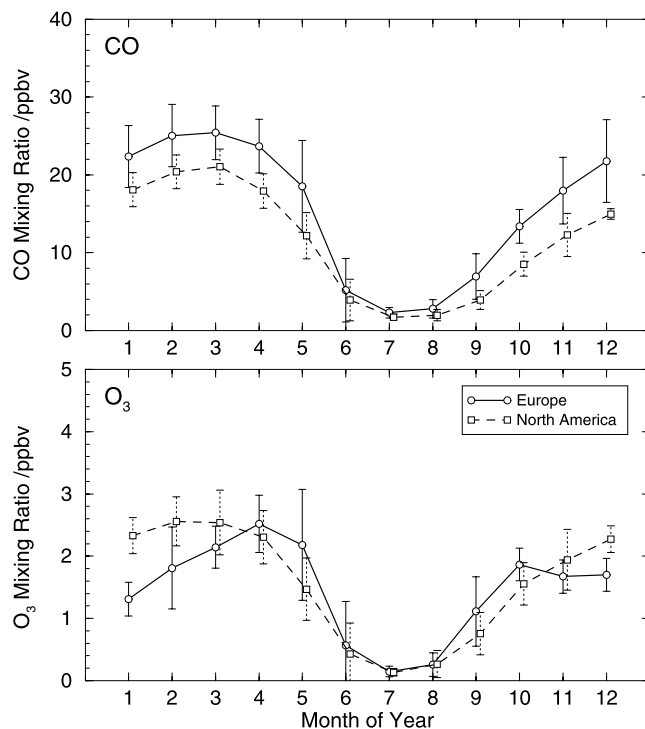 40
CO
30
20
10
0
CO Mixing Ratio /ppbv
1 2 3 4 5 6 7 8 9 10 11 12
5
O3
Europe
North America
4
3
2
1
0
O3 Mixing Ratio /ppbv
1 2 3 4 5 6 7 8 9 10 11 12
Month of Year